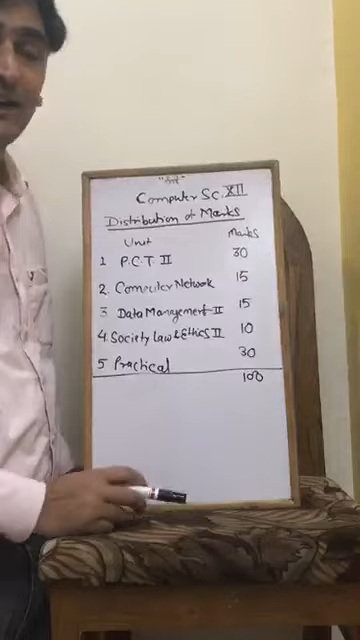 Computer Sc. XII
Distribution of Marks
Unit Marks
1 P.C.T. II 30
2. Computer Network 15
3 Data Management-II 15
4. Society Law & Ethics II 10
5 Practical 30
100